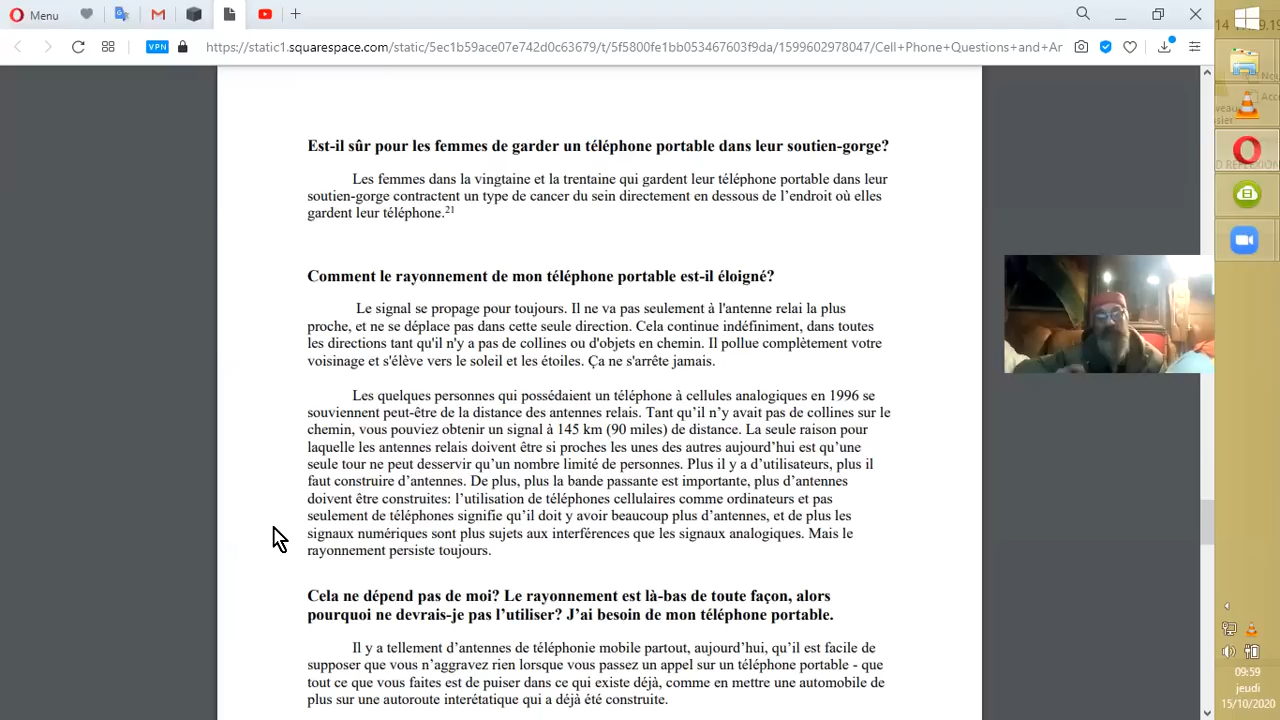 Menu
VPN
https://static1.squarespace.com/static/5ec1b59ace87e742d0c63679/t/5f5800fe1bb053467e03f9da/1599602978047/Cell+Phone+Questions+and+Ar
Est-il sûr pour les femmes de garder un téléphone portable dans leur soutien-gorge?
Les femmes dans la vingtaine et la trentaine qui gardent leur téléphone portable dans leur
soutien-gorge contractent un type de cancer du sein directement en dessous de l'endroit où elles
gardent leur téléphone.21
Comment le rayonnement de mon téléphone portable est-il éloigné?
Le signal se propage pour toujours. Il ne va pas seulement à l'antenne relai la plus
proche, et ne se déplace pas dans cette seule direction. Cela continue indéfiniment, dans toutes
les directions tant qu'il n'y a pas de collines ou d'objets en chemin. Il pollue complètement votre
voisinage et s'élève vers le soleil et les étoiles. Ça ne s'arrête jamais.
Les quelques personnes qui possédaient un téléphone à cellules analogiques en 1996 se
souviennent peut-être de la distance des antennes relais. Tant qu'il n'y avait pas de collines sur le
chemin, vous pouviez obtenir un signal à 145 km (90 miles) de distance. La seule raison pour
laquelle les antennes relais doivent être si proches les unes des autres aujourd'hui est qu'une
seule tour ne peut desservir qu'un nombre limité de personnes. Plus il y a d'utilisateurs, plus il
faut construire d'antennes. De plus, plus la bande passante est importante, plus d'antennes
doivent être construites: l'utilisation de téléphones cellulaires comme ordinateurs et pas
seulement de téléphones signifie qu'il doit y avoir beaucoup plus d'antennes, et de plus les
signaux numériques sont plus sujets aux interférences que les signaux analogiques. Mais le
rayonnement persiste toujours.
Cela ne dépend pas de moi? Le rayonnement est là-bas de toute façon, alors
pourquoi ne devrais-je pas l'utiliser? J'ai besoin de mon téléphone portable.
Il y a tellement d'antennes de téléphonie mobile partout, aujourd'hui, qu'il est facile de
supposer que vous n'aggravez rien lorsque vous passez un appel sur un téléphone portable - que
tout ce que vous faites est de puiser dans ce qui existe déjà, comme en mettre une automobile de
plus sur une autoroute interétatique qui a déjà été construite.
09:59
jeudi
15/10/2020